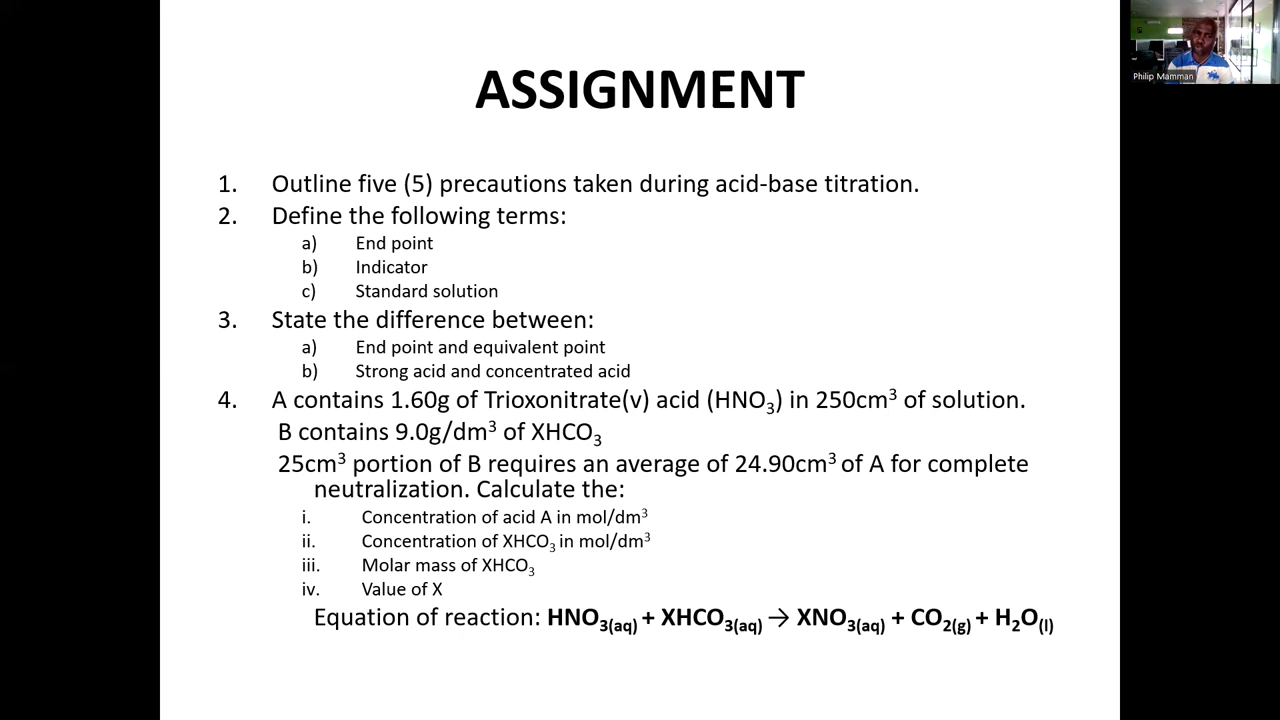 ASSIGNMENT
Philip Mamman
1. Outline five (5) precautions taken during acid-base titration.
2. Define the following terms:
a) End point
b) Indicator
c) Standard solution
3. State the difference between:
a) End point and equivalent point
b) Strong acid and concentrated acid
4. A contains 1.60g of Trioxonitrate(v) acid (HNO₃) in 250cm³ of solution.
B contains 9.0g/dm³ of XHCO₃
25cm³ portion of B requires an average of 24.90cm³ of A for complete
neutralization. Calculate the:
i. Concentration of acid A in mol/dm³
ii. Concentration of XHCO₃ in mol/dm³
iii. Molar mass of XHCO₃
iv. Value of X
Equation of reaction: HNO₃₍aq₎ + XHCO₃₍aq₎ → XNO₃₍aq₎ + CO₂₍g₎ + H₂O₍l₎